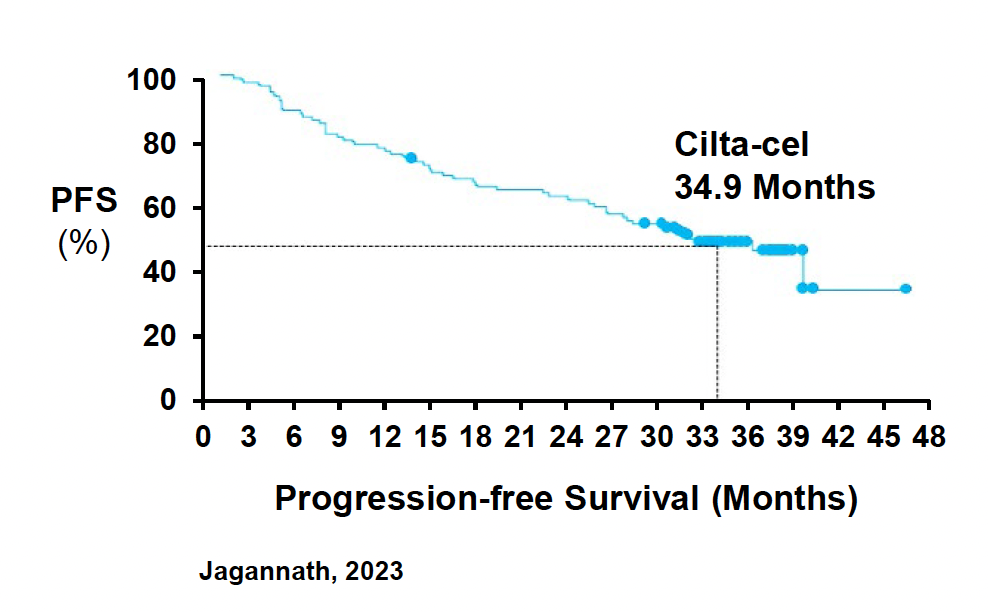 100
80
60
40
20
0
PFS
(%)
Cilta-cel
34.9 Months
0 3 6 9 12 15 18 21 24 27 30 33 36 39 42 45 48
Progression-free Survival (Months)
Jagannath, 2023